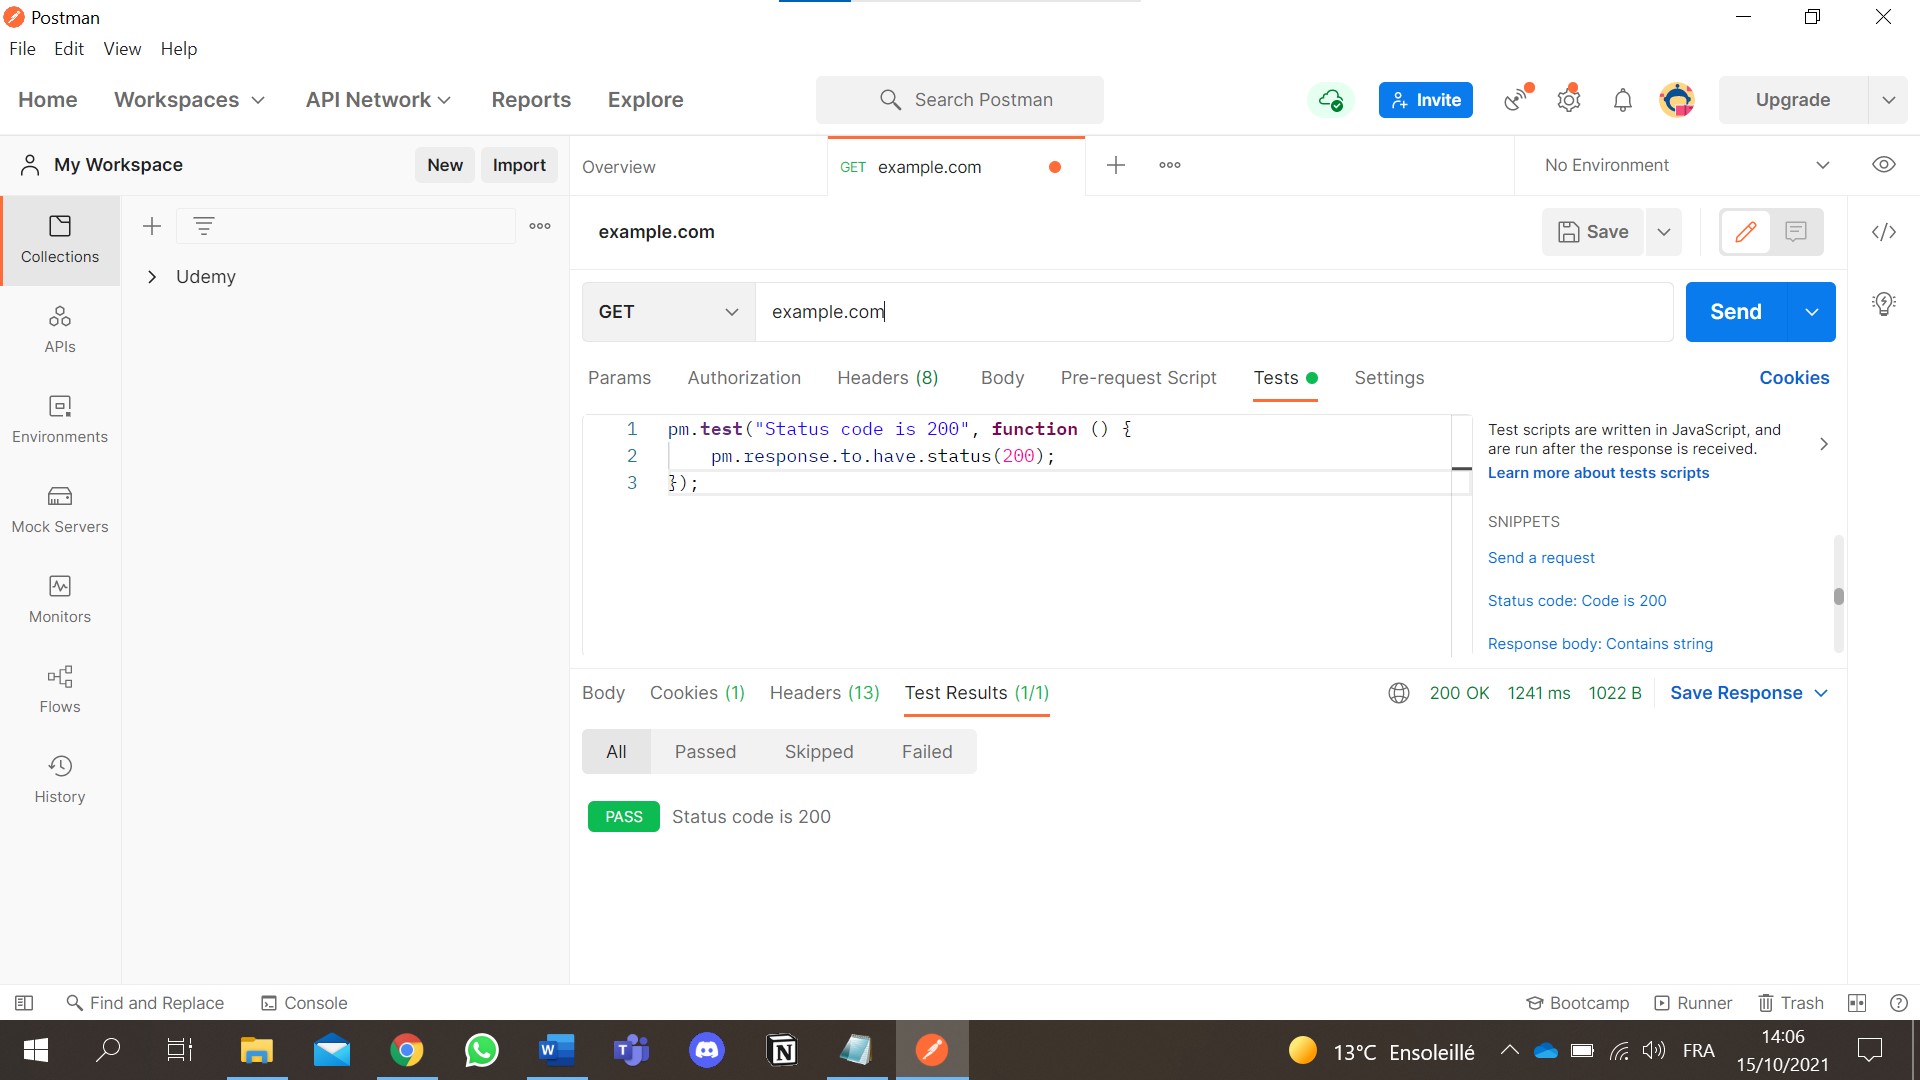 Postman
File Edit View Help
Home Workspaces API Network Reports Explore Search Postman Invite Upgrade
My Workspace New Import Overview GET example.com No Environment
example.com Save
Collections
Udemy
GET example.com Send
APIs
Params Authorization Headers (8) Body Pre-request Script Tests Settings Cookies
Environments
1 pm.test("Status code is 200", function () {
2 pm.response.to.have.status(200);
3 });
Test scripts are written in JavaScript, and
are run after the response is received.
Learn more about tests scripts
SNIPPETS
Send a request
Status code: Code is 200
Response body: Contains string
Mock Servers
Monitors
Flows
History
Body Cookies (1) Headers (13) Test Results (1/1) 200 OK 1241 ms 1022 B Save Response
All Passed Skipped Failed
PASS Status code is 200
Find and Replace Console Bootcamp Runner Trash
13°C Ensoleillé FRA 14:06
15/10/2021